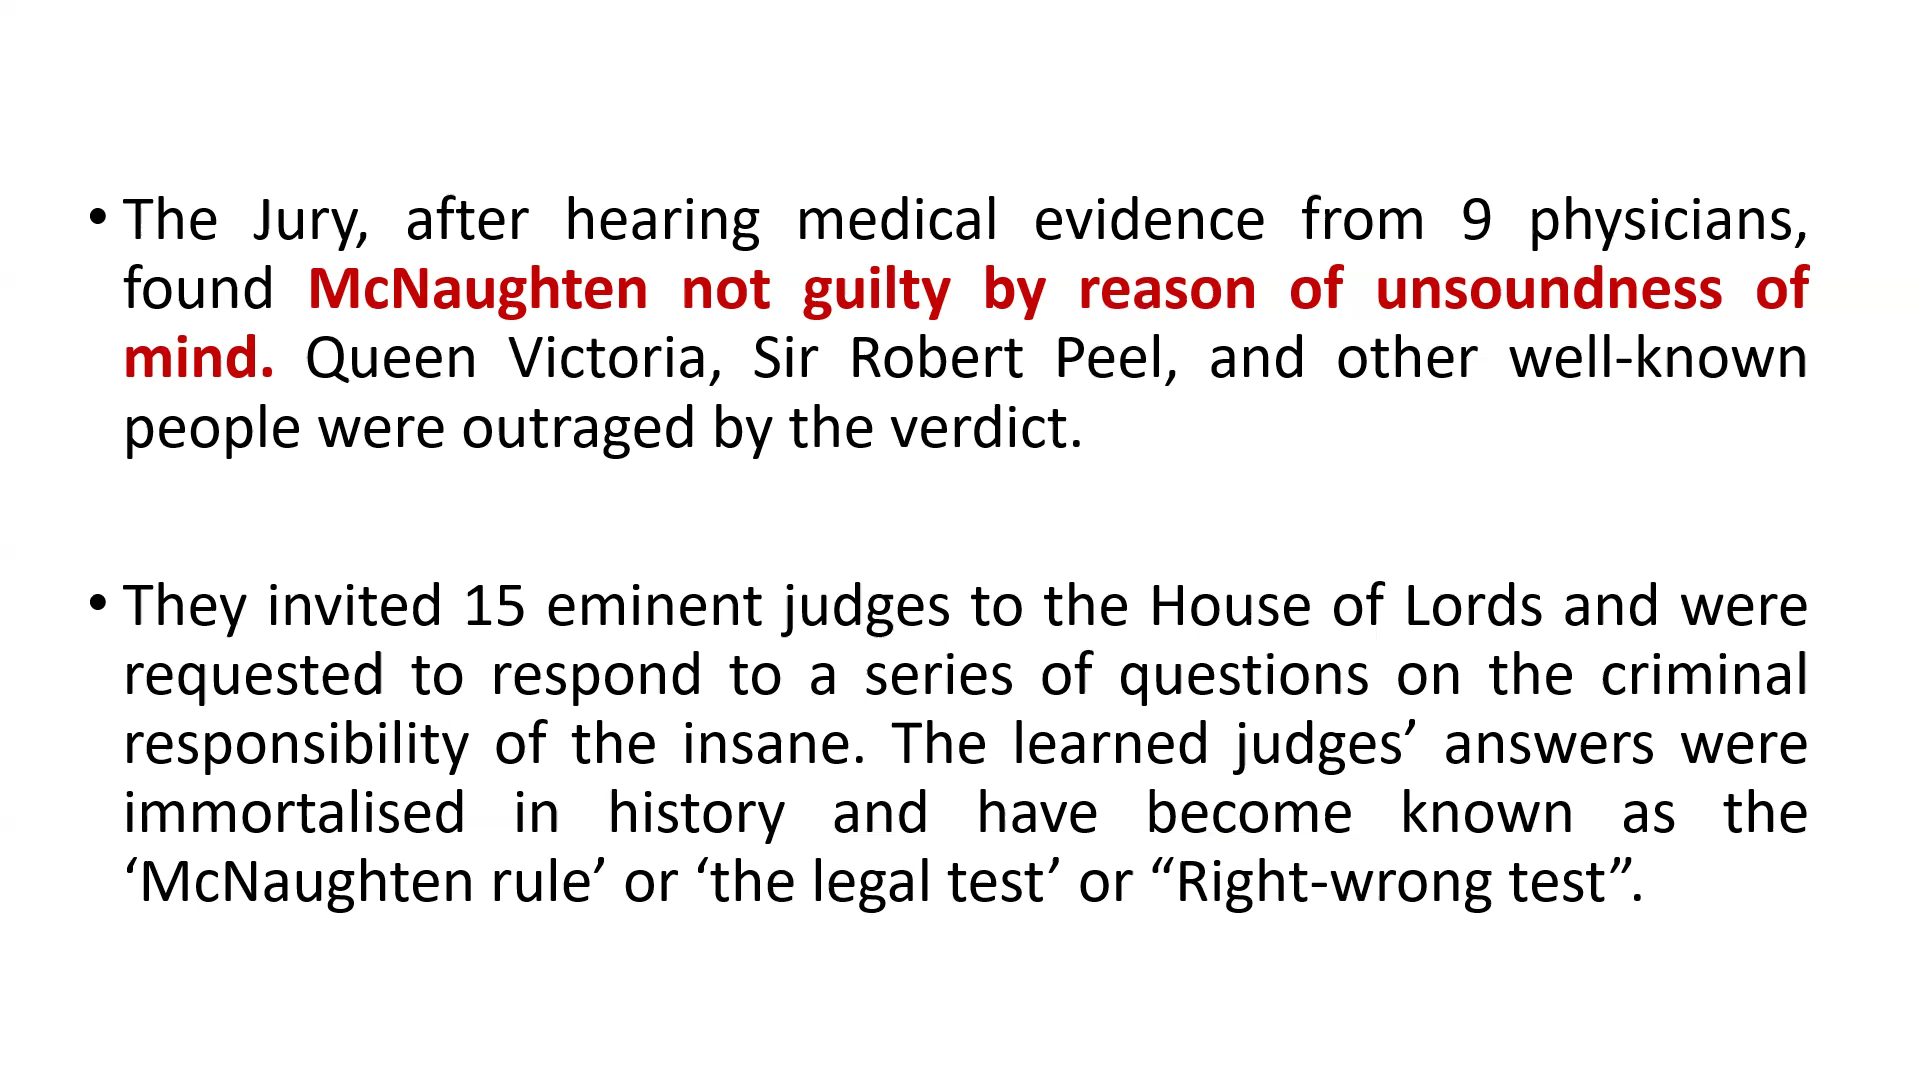 • The Jury, after hearing medical evidence from 9 physicians,
found McNaughten not guilty by reason of unsoundness of
mind. Queen Victoria, Sir Robert Peel, and other well-known
people were outraged by the verdict.
• They invited 15 eminent judges to the House of Lords and were
requested to respond to a series of questions on the criminal
responsibility of the insane. The learned judges’ answers were
immortalised in history and have become known as the
‘McNaughten rule’ or ‘the legal test’ or “Right-wrong test”.